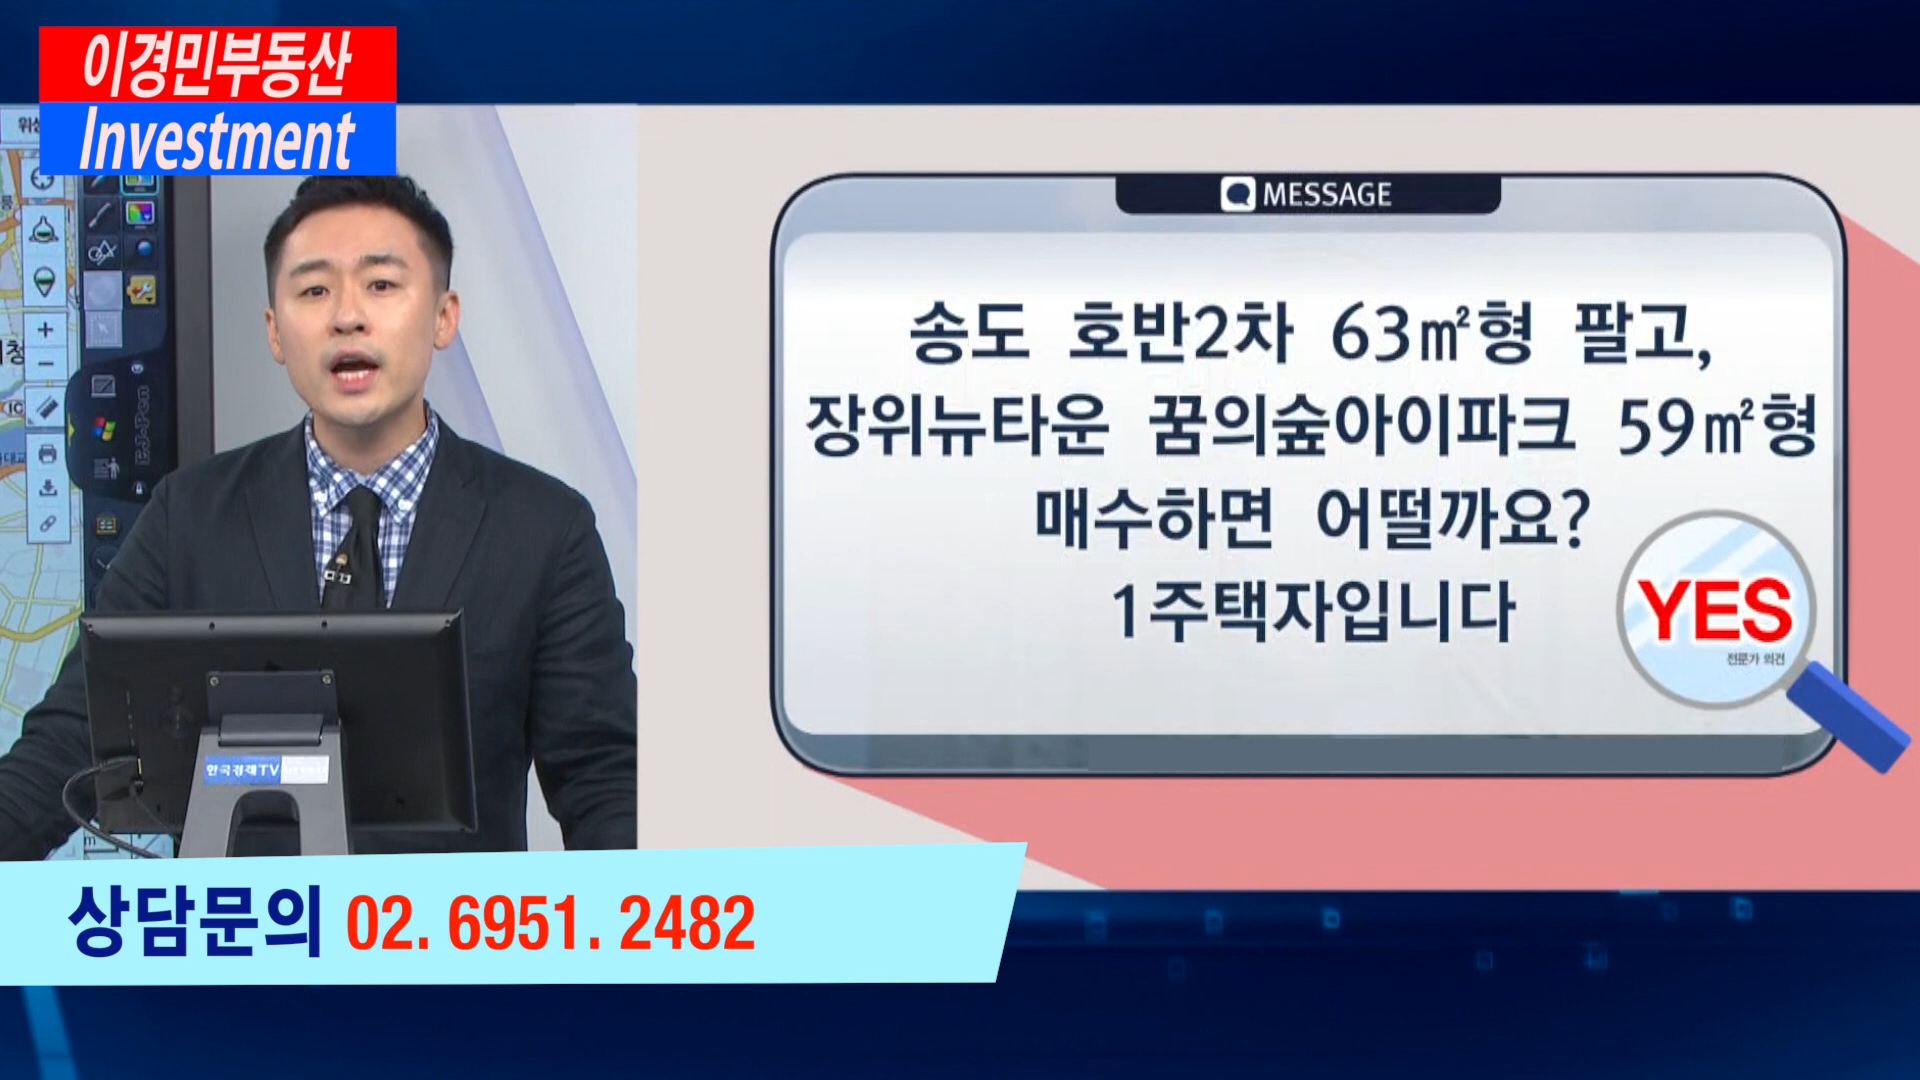 이경민부동산
Investment
MESSAGE
송도 호반2차 63㎡형 팔고,
장위뉴타운 꿈의숲아이파크 59㎡형
매수하면 어떨까요?
1주택자입니다
YES
전문가 의견
IC
한국경제TV
상담문의 02. 6951. 2482